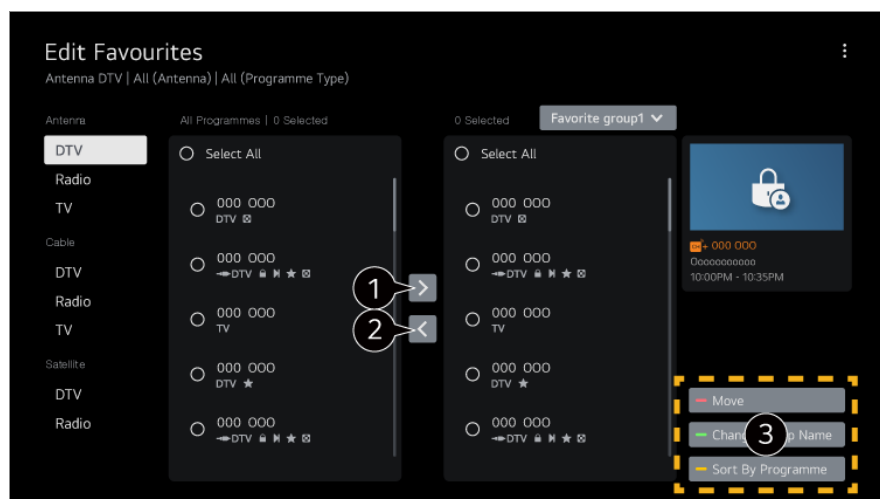 Edit Favourites
Antenna DTV | All (Antenna) | All (Programme Type)
Antenna
DTV
Radio
TV
Cable
DTV
Radio
TV
Satellite
DTV
Radio
All Programmes | 0 Selected
Select All
000 000
DTV
000 000
DTV
000 000
TV
000 000
DTV
000 000
DTV
1
2
0 Selected
Favorite group1
Select All
000 000
DTV
000 000
DTV
000 000
TV
000 000
DTV
000 000
DTV
+ 000 000
Oooooooooo
10:00PM - 10:35PM
Move
Name
Sort By Programme
3